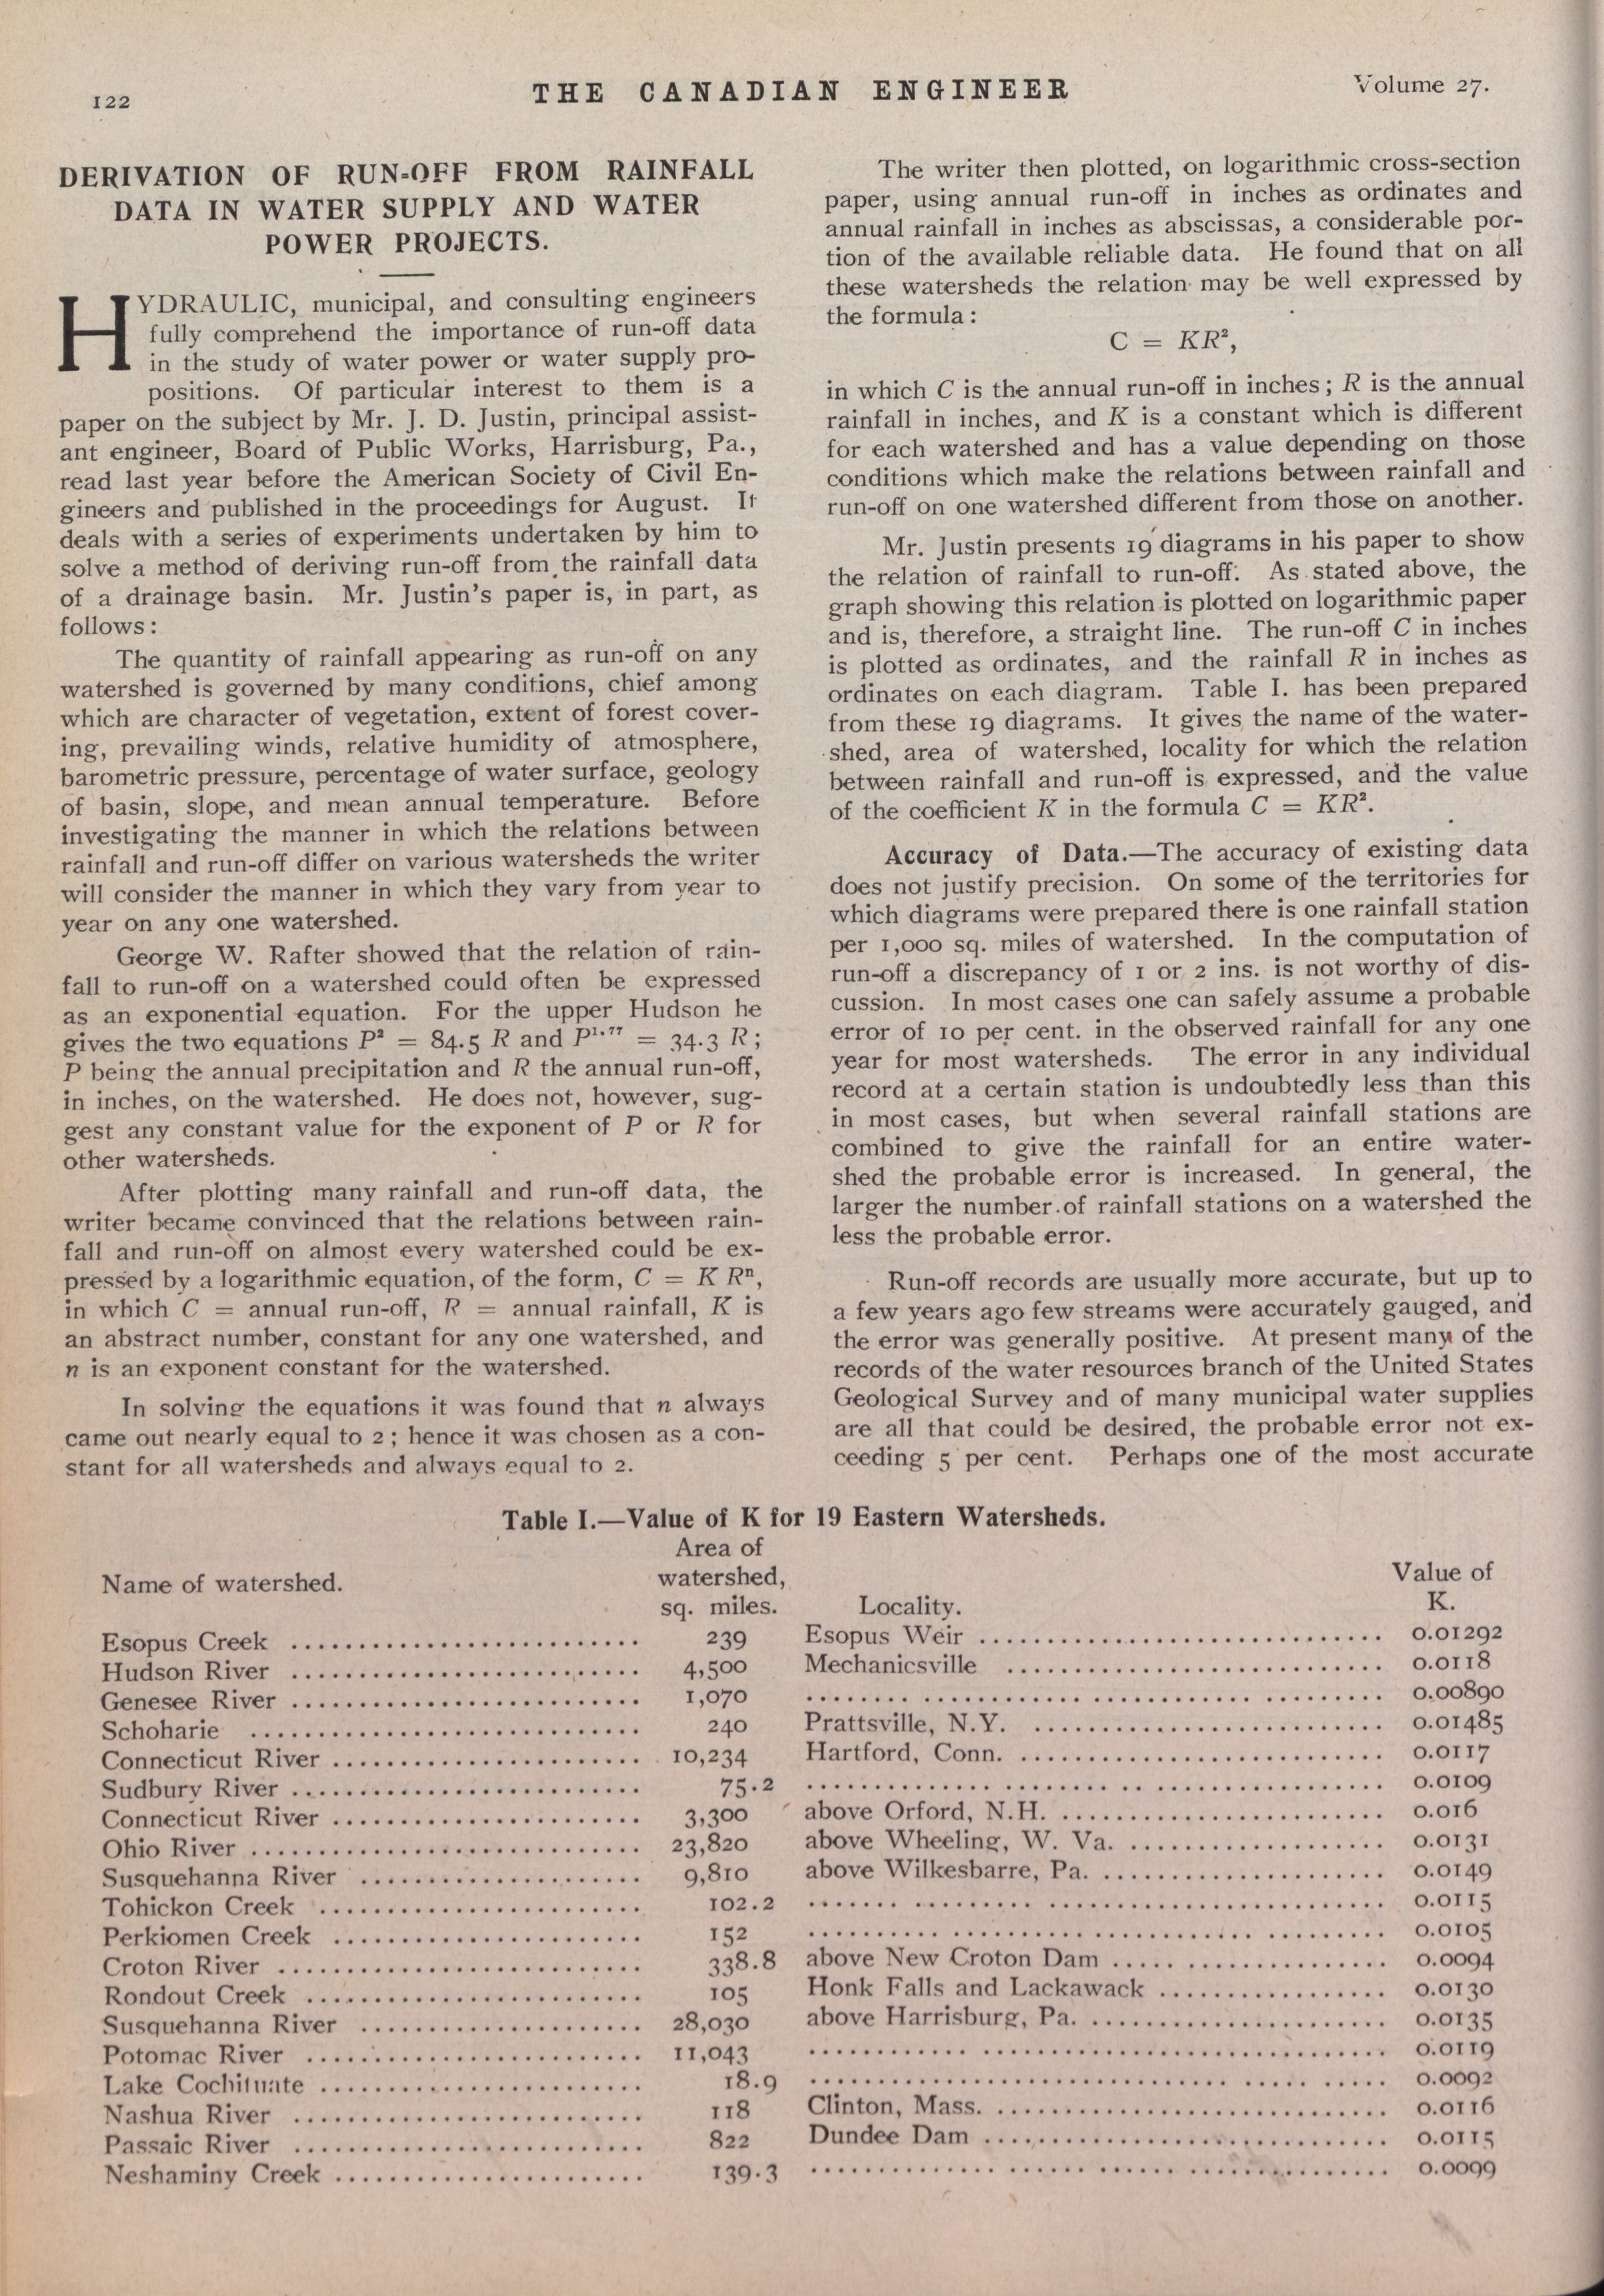 122
THE CANADIAN ENGINEER
Volume 27.
DERIVATION OF RUN-OFF FROM RAINFALL
DATA IN WATER SUPPLY AND WATER
POWER PROJECTS.
HYDRAULIC, municipal, and consulting engineers
fully comprehend the importance of run-off data
in the study of water power or water supply pro-
positions. Of particular interest to them is a
paper on the subject by Mr. J. D. Justin, principal assist-
ant engineer, Board of Public Works, Harrisburg, Pa.,
read last year before the American Society of Civil En-
gineers and published in the proceedings for August. It
deals with a series of experiments undertaken by him to
solve a method of deriving run-off from the rainfall data
of a drainage basin. Mr. Justin's paper is, in part, as
follows:
The quantity of rainfall appearing as run-off on any
watershed is governed by many conditions, chief among
which are character of vegetation, extent of forest cover-
ing, prevailing winds, relative humidity of atmosphere,
barometric pressure, percentage of water surface, geology
of basin, slope, and mean annual temperature. Before
investigating the manner in which the relations between
rainfall and run-off differ on various watersheds the writer
will consider the manner in which they vary from year to
year on any one watershed.
George W. Rafter showed that the relation of rain-
fall to run-off on a watershed could often be expressed
as an exponential equation. For the upper Hudson he
gives the two equations P² = 84.5 R and P¹·⁷⁷ = 34.3 R;
P being the annual precipitation and R the annual run-off,
in inches, on the watershed. He does not, however, sug-
gest any constant value for the exponent of P or R for
other watersheds.
After plotting many rainfall and run-off data, the
writer became convinced that the relations between rain-
fall and run-off on almost every watershed could be ex-
pressed by a logarithmic equation, of the form, C = K Rⁿ,
in which C = annual run-off, R = annual rainfall, K is
an abstract number, constant for any one watershed, and
n is an exponent constant for the watershed.
In solving the equations it was found that n always
came out nearly equal to 2; hence it was chosen as a con-
stant for all watersheds and always equal to 2.
The writer then plotted, on logarithmic cross-section
paper, using annual run-off in inches as ordinates and
annual rainfall in inches as abscissas, a considerable por-
tion of the available reliable data. He found that on all
these watersheds the relation may be well expressed by
the formula:
C = KR²,
in which C is the annual run-off in inches; R is the annual
rainfall in inches, and K is a constant which is different
for each watershed and has a value depending on those
conditions which make the relations between rainfall and
run-off on one watershed different from those on another.
Mr. Justin presents 19 diagrams in his paper to show
the relation of rainfall to run-off. As stated above, the
graph showing this relation is plotted on logarithmic paper
and is, therefore, a straight line. The run-off C in inches
is plotted as ordinates, and the rainfall R in inches as
ordinates on each diagram. Table I. has been prepared
from these 19 diagrams. It gives the name of the water-
shed, area of watershed, locality for which the relation
between rainfall and run-off is expressed, and the value
of the coefficient K in the formula C = KR².
Accuracy of Data.—The accuracy of existing data
does not justify precision. On some of the territories for
which diagrams were prepared there is one rainfall station
per 1,000 sq. miles of watershed. In the computation of
run-off a discrepancy of 1 or 2 ins. is not worthy of dis-
cussion. In most cases one can safely assume a probable
error of 10 per cent. in the observed rainfall for any one
year for most watersheds. The error in any individual
record at a certain station is undoubtedly less than this
in most cases, but when several rainfall stations are
combined to give the rainfall for an entire water-
shed the probable error is increased. In general, the
larger the number of rainfall stations on a watershed the
less the probable error.
Run-off records are usually more accurate, but up to
a few years ago few streams were accurately gauged, and
the error was generally positive. At present many of the
records of the water resources branch of the United States
Geological Survey and of many municipal water supplies
are all that could be desired, the probable error not ex-
ceeding 5 per cent. Perhaps one of the most accurate
Table I.—Value of K for 19 Eastern Watersheds.
Name of watershed. Area of watershed, sq. miles. Locality. Value of K.
Esopus Creek 239 Esopus Weir 0.01292
Hudson River 4,500 Mechanicsville 0.0118
Genesee River 1,070 0.00890
Schoharie 240 Prattsville, N.Y. 0.01485
Connecticut River 10,234 Hartford, Conn. 0.0117
Sudbury River 75.2 0.0109
Connecticut River 3,300 above Orford, N.H. 0.016
Ohio River 23,820 above Wheeling, W. Va. 0.0131
Susquehanna River 9,810 above Wilkesbarre, Pa. 0.0149
Tohickon Creek 102.2 0.0115
Perkiomen Creek 152 0.0105
Croton River 338.8 above New Croton Dam 0.0094
Rondout Creek 105 Honk Falls and Lackawack 0.0130
Susquehanna River 28,030 above Harrisburg, Pa. 0.0135
Potomac River 11,043 0.0119
Lake Cochituate 18.9 0.0092
Nashua River 118 Clinton, Mass. 0.0116
Passaic River 822 Dundee Dam 0.0115
Neshaminy Creek 139.3 0.0099